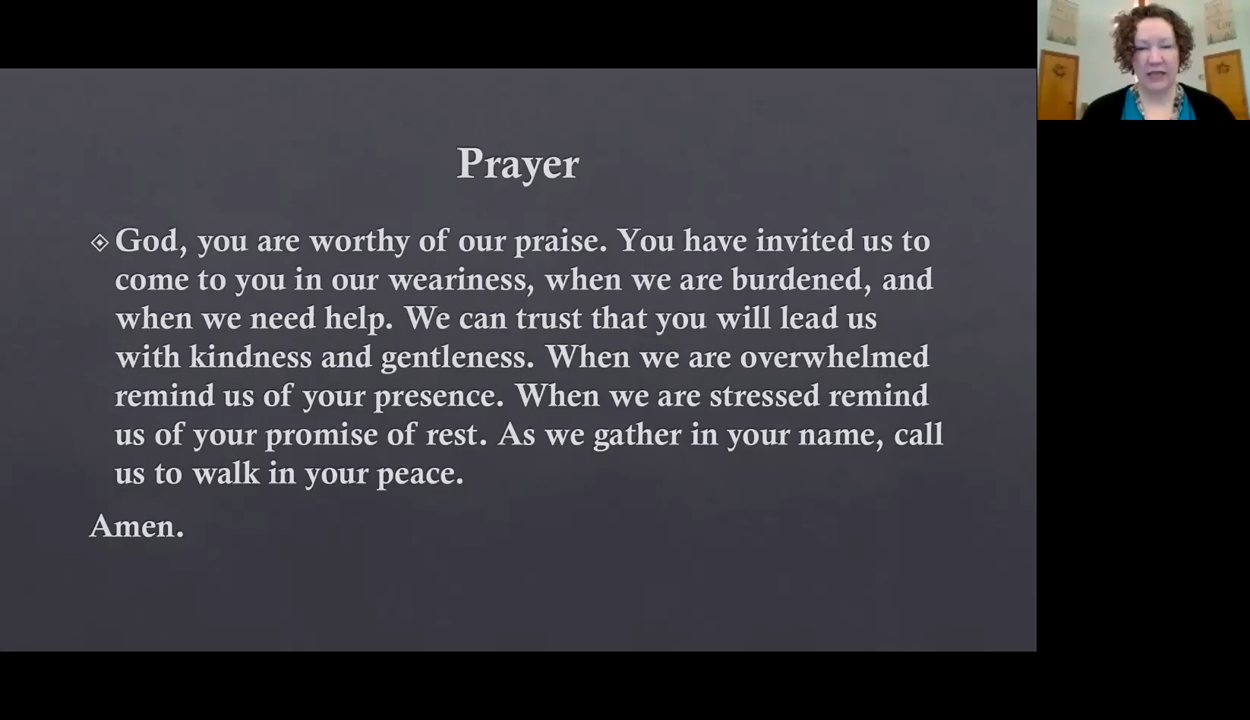 Prayer
God, you are worthy of our praise. You have invited us to
come to you in our weariness, when we are burdened, and
when we need help. We can trust that you will lead us
with kindness and gentleness. When we are overwhelmed
remind us of your presence. When we are stressed remind
us of your promise of rest. As we gather in your name, call
us to walk in your peace.
Amen.